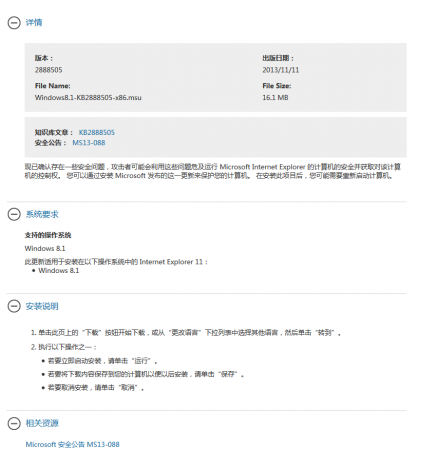 详情
版本：
2888505
出版日期：
2013/11/11
File Name:
Windows8.1-KB2888505-x86.msu
File Size:
16.1 MB
知识库文章： KB2888505
安全公告： MS13-088
现已确认存在一些安全问题，攻击者可能会利用这些问题危及运行 Microsoft Internet Explorer 的计算机的安全并获取对该计算
机的控制权。 您可以通过安装 Microsoft 发布的这一更新来保护您的计算机。 在安装此项目后，您可能需要重新启动计算机。
系统要求
支持的操作系统
Windows 8.1
此更新适用于安装在以下操作系统中的 Internet Explorer 11：
• Windows 8.1
安装说明
1. 单击此页上的“下载”按钮开始下载，或从“更改语言”下拉列表中选择其他语言，然后单击“转到”。
2. 执行以下操作之一：
• 若要立即启动安装，请单击“运行”。
• 若要将下载内容保存到您的计算机以便以后安装，请单击“保存”。
• 若要取消安装，请单击“取消”。
相关资源
Microsoft 安全公告 MS13-088